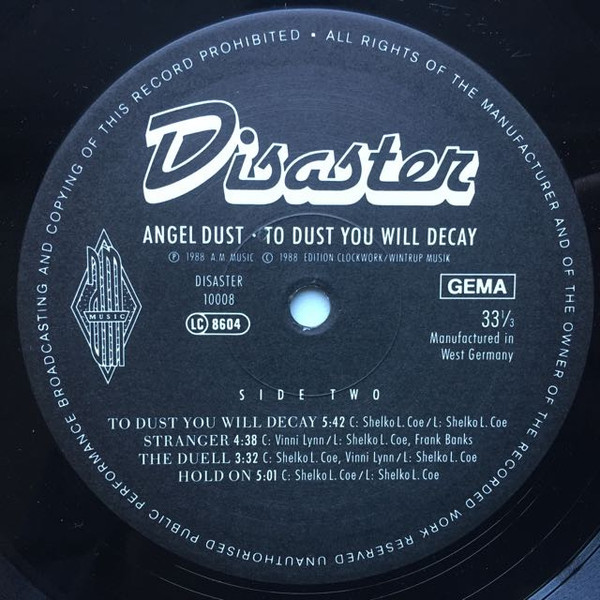 ALL RIGHTS OF THE MANUFACTURER AND OF THE OWNER OF THE RECORDED WORK RESERVED UNAUTHORISED PUBLIC PERFORMANCE BROADCASTING AND COPYING OF THIS RECORD PROHIBITED •
Disaster
ANGEL DUST · TO DUST YOU WILL DECAY
Ⓟ 1988 A.M. MUSIC © 1988 EDITION CLOCKWORK/WINTRUP MUSIK
DISASTER
10008
LC 8604
GEMA
33⅓
Manufactured in
West Germany
MUSIC
SIDE TWO
TO DUST YOU WILL DECAY 5:42 C: Shelko L. Coe/L: Shelko L. Coe
STRANGER 4:38 C: Vinni Lynn/L: Shelko L. Coe, Frank Banks
THE DUELL 3:32 C: Shelko L. Coe, Vinni Lynn/L: Shelko L. Coe
HOLD ON 5:01 C: Shelko L. Coe/L: Shelko L. Coe